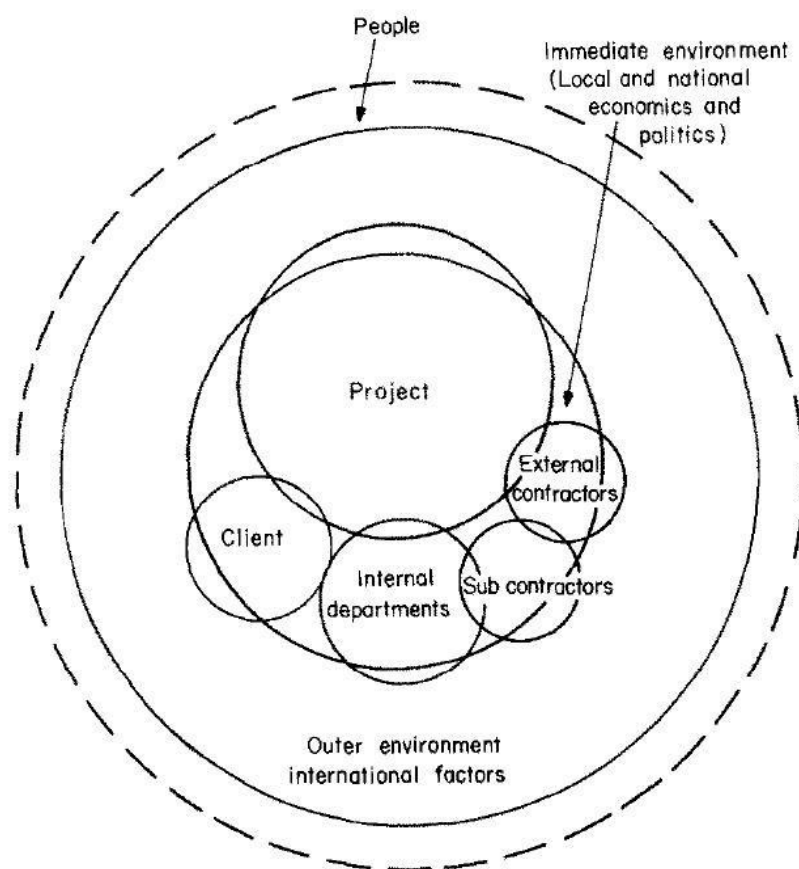 People
Immediate environment
(Local and national
economics and
politics)
Project
External
contractors
Client
Internal
departments
Sub contractors
Outer environment
international factors